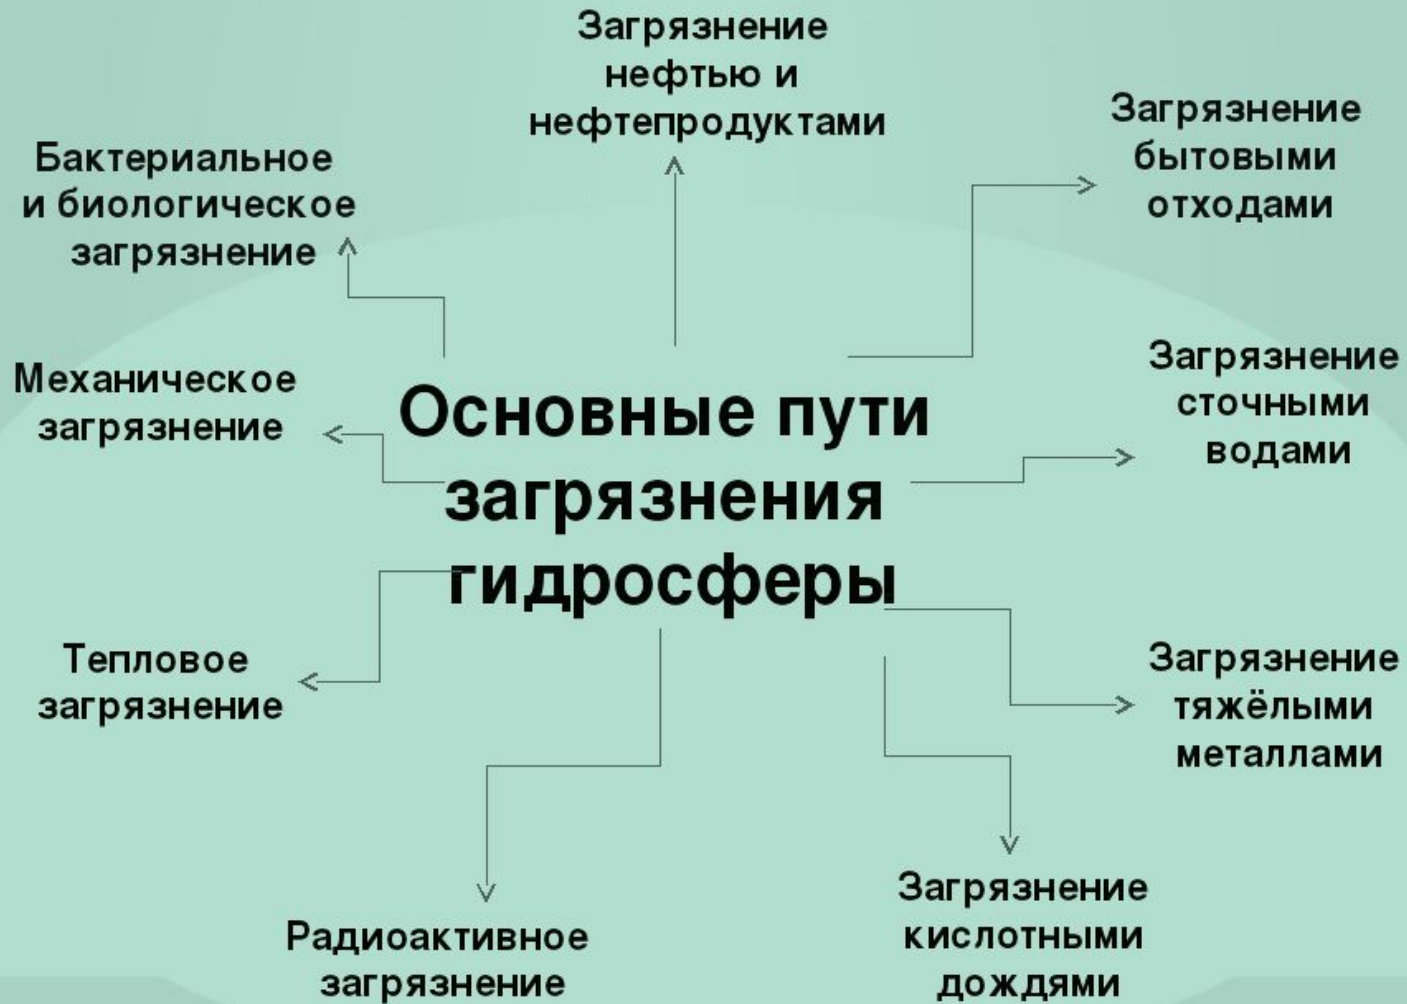 Загрязнение
нефтью и
нефтепродуктами
Загрязнение
бытовыми
отходами
Бактериальное
и биологическое
загрязнение
Механическое
загрязнение
Основные пути
загрязнения
гидросферы
Загрязнение
сточными
водами
Тепловое
загрязнение
Загрязнение
тяжёлыми
металлами
Радиоактивное
загрязнение
Загрязнение
кислотными
дождями